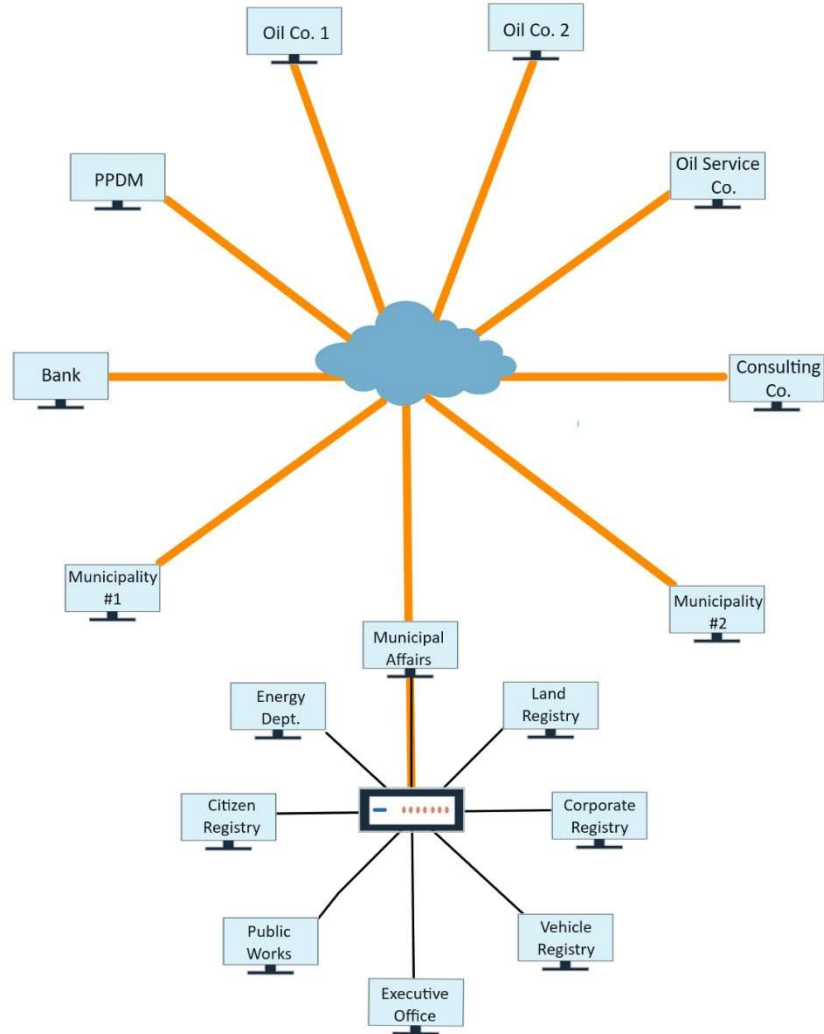 Oil Co. 1
Oil Co. 2
PPDM
Oil Service
Co.
Bank
Consulting
Co.
Municipality
#1
Municipality
#2
Municipal
Affairs
Energy
Dept.
Land
Registry
Citizen
Registry
Corporate
Registry
Public
Works
Vehicle
Registry
Executive
Office